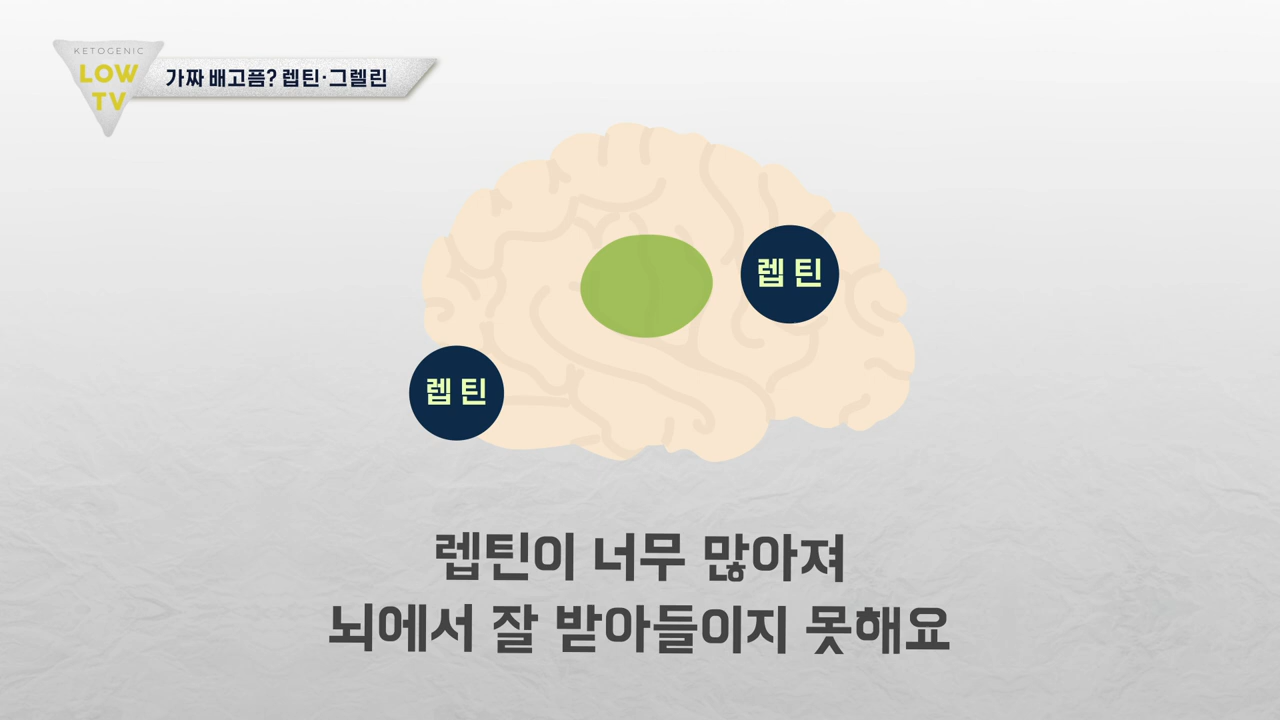 KETOGENIC
LOW
TV
가짜 배고픔? 렙틴·그렐린
렙틴
렙틴
렙틴이 너무 많아져
뇌에서 잘 받아들이지 못해요